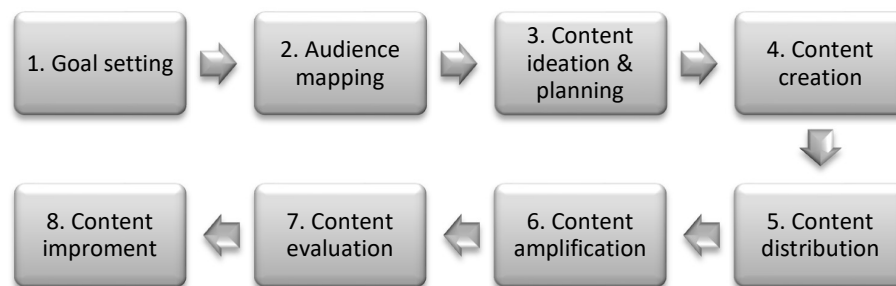 1. Goal setting
2. Audience
mapping
3. Content
ideation &
planning
4. Content
creation
5. Content
distribution
6. Content
amplification
7. Content
evaluation
8. Content
improment